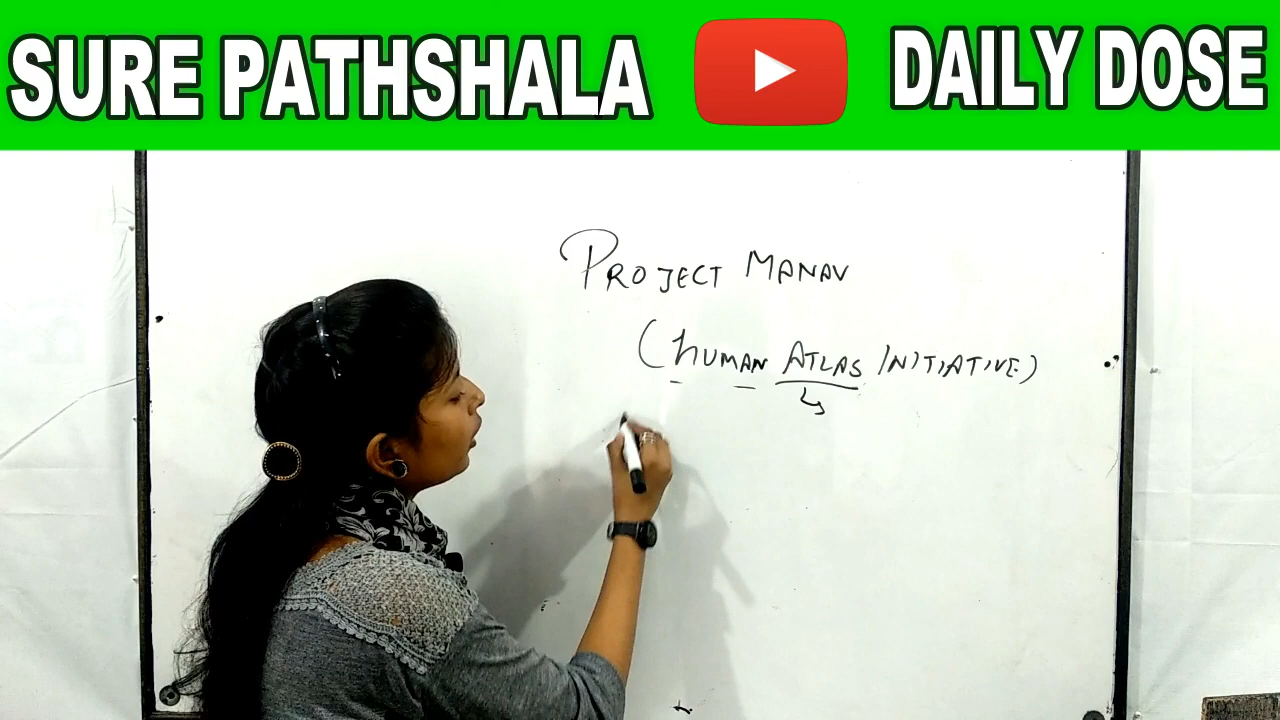 SURE PATHSHALA DAILY DOSE
PROJECT MANAV
(hUMAN ATLAS INITIATIVE)